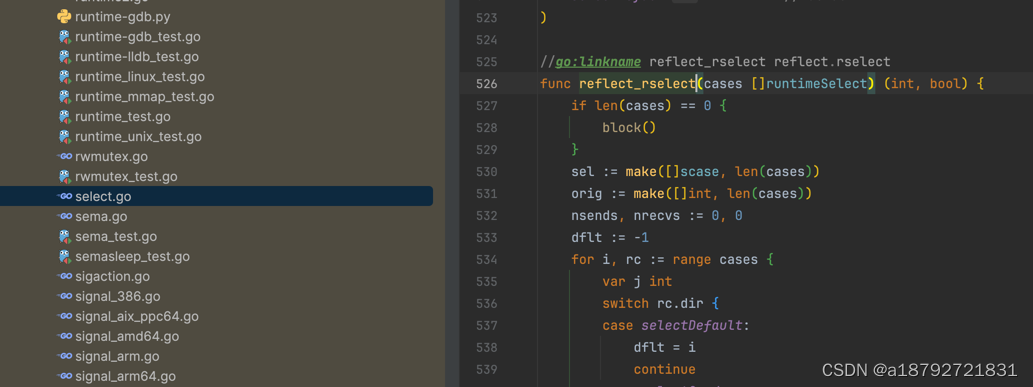 runtime-gdb.py
runtime-gdb_test.go
runtime-lldb_test.go
runtime_linux_test.go
runtime_mmap_test.go
runtime_test.go
runtime_unix_test.go
rwmutex.go
rwmutex_test.go
select.go
sema.go
sema_test.go
semasleep_test.go
sigaction.go
signal_386.go
signal_aix_ppc64.go
signal_amd64.go
signal_arm.go
signal_arm64.go
523 )
524
525 //go:linkname reflect_rselect reflect.rselect
526 func reflect_rselect(cases []runtimeSelect) (int, bool) {
527 if len(cases) == 0 {
528 block()
529 }
530 sel := make([]scase, len(cases))
531 orig := make([]int, len(cases))
532 nsends, nrecvs := 0, 0
533 dflt := -1
534 for i, rc := range cases {
535 var j int
536 switch rc.dir {
537 case selectDefault:
538 dflt = i
539 continue
CSDN @a18792721831